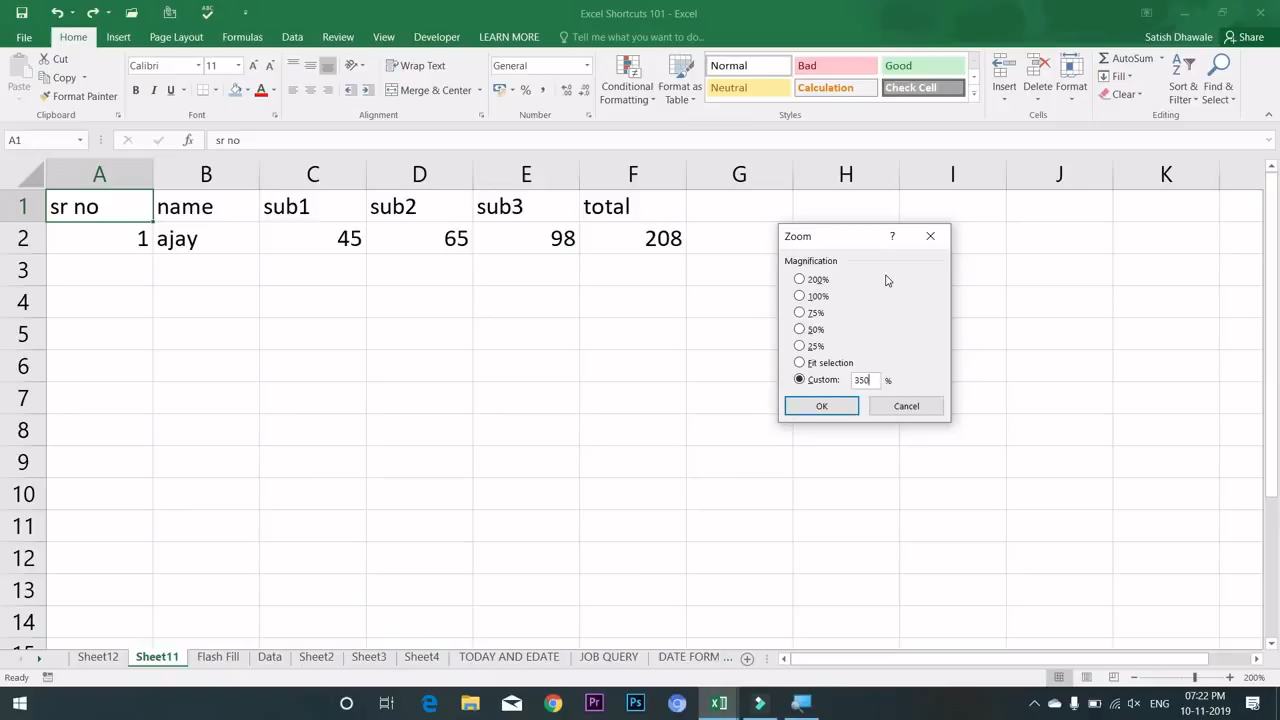 Excel Shortcuts 101 - Excel
File Home Insert Page Layout Formulas Data Review View Developer LEARN MORE Tell me what you want to do... Satish Dhawale Share
Paste
Cut
Copy
Format Painter
Clipboard
Calibri 11
B I U
Font
Wrap Text
Merge & Center
Alignment
General
%
Number
Conditional Formatting
Format as Table
Normal Bad Good
Neutral Calculation Check Cell
Styles
Insert Delete Format
Cells
AutoSum
Fill
Clear
Sort & Filter
Find & Select
Editing
A1 fx sr no
A B C D E F G H I J K
1 sr no name sub1 sub2 sub3 total
2 1 ajay 45 65 98 208
3
4
5
6
7
8
9
10
11
12
13
14
15
Zoom ?
Magnification
200%
100%
75%
50%
25%
Fit selection
Custom: 350 %
OK Cancel
Sheet12 Sheet11 Flash Fill Data Sheet2 Sheet3 Sheet4 TODAY AND EDATE JOB QUERY DATE FORM ...
Ready 200%
Pr Ps ENG 07:22 PM
10-11-2019